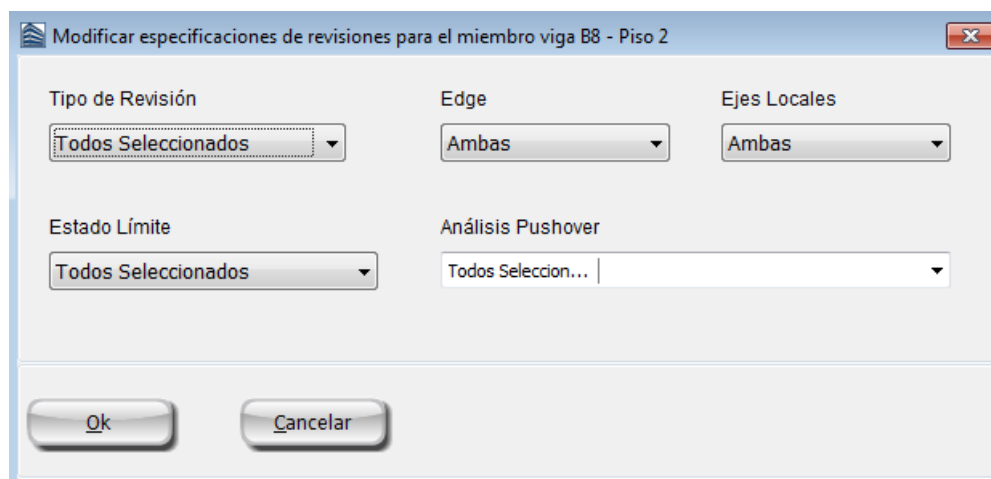 Modificar especificaciones de revisiones para el miembro viga B8 - Piso 2
Tipo de Revisión Edge Ejes Locales
Todos Seleccionados Ambas Ambas
Estado Límite Análisis Pushover
Todos Seleccionados Todos Seleccion...
Ok Cancelar